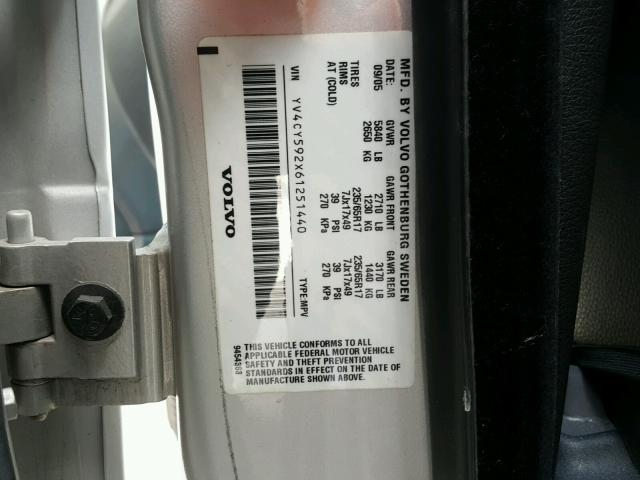 MFD. BY VOLVO GOTHENBURG SWEDEN
DATE: GVWR GAWR FRONT GAWR REAR
09/05 5840 LB 2710 LB 3170 LB
2650 KG 1230 KG 1440 KG
TIRES 235/65R17 235/65R17
RIMS 7Jx17x49 7Jx17x49
AT (COLD) 39 PSI 39 PSI
270 KPa 270 KPa
VIN YV4CY592X61251440 TYPE:MPV
VOLVO
THIS VEHICLE CONFORMS TO ALL
APPLICABLE FEDERAL MOTOR VEHICLE
SAFETY AND THEFT PREVENTION
STANDARDS IN EFFECT ON THE DATE OF
MANUFACTURE SHOWN ABOVE.